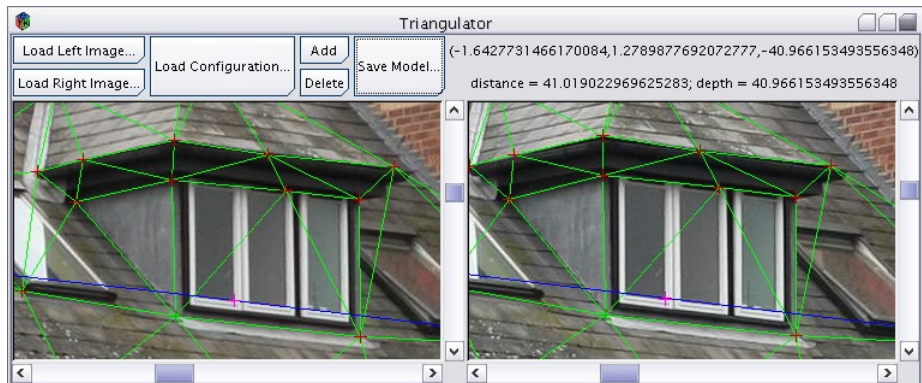 Triangulator
Load Left Image...
Load Right Image...
Load Configuration...
Add
Delete
Save Model...
(-1.6427731466170084,1.2789877692072777,-40.966153493556348)
distance = 41.019022969625283; depth = 40.966153493556348